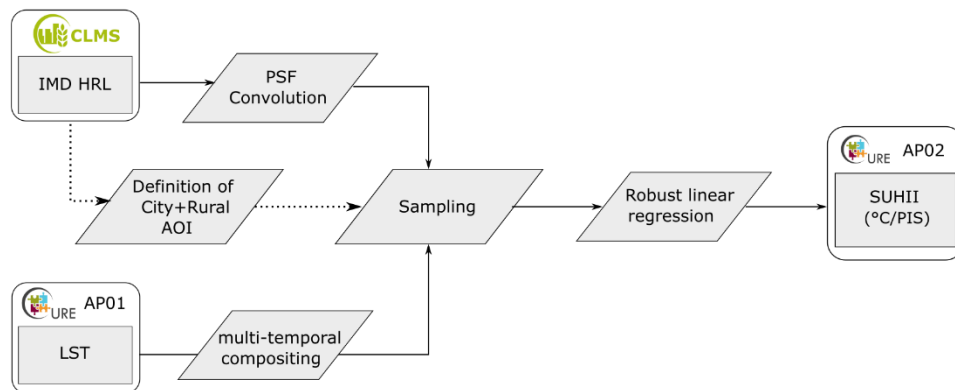 CLMS
IMD HRL
PSF
Convolution
Definition of
City+Rural
AOI
Sampling
Robust linear
regression
URE AP02
SUHII
(°C/PIS)
URE AP01
LST
multi-temporal
compositing